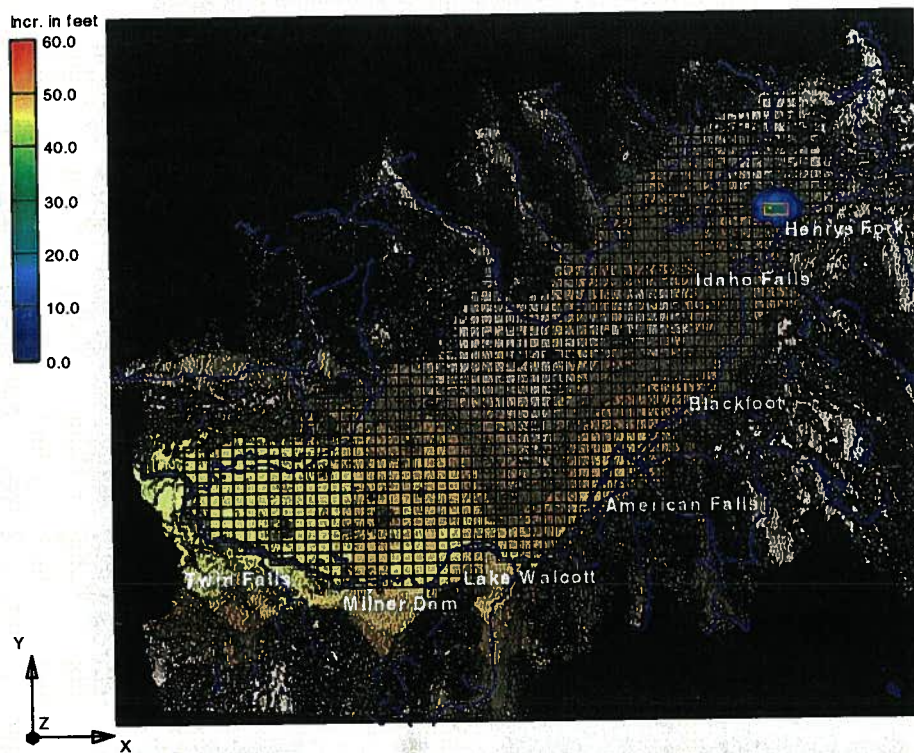 Incr. in feet
60.0
50.0
40.0
30.0
20.0
10.0
0.0
Henrys Fork
Idaho Falls
Blackfoot
American Falls
Lake Walcott
Twin Falls
Milner Dam
Y
Z
X